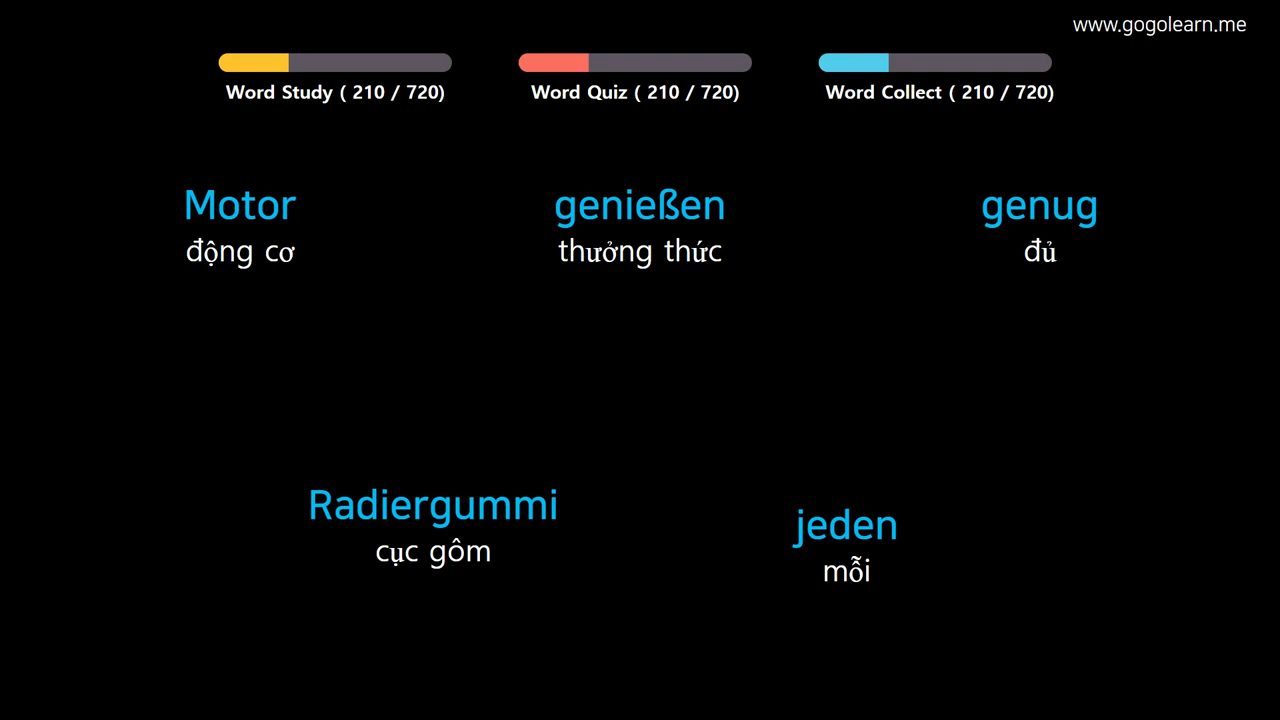 www.gogolearn.me
Word Study ( 210 / 720)
Word Quiz ( 210 / 720)
Word Collect ( 210 / 720)
Motor
động cơ
genießen
thưởng thức
genug
đủ
Radiergummi
cục gôm
jeden
mỗi